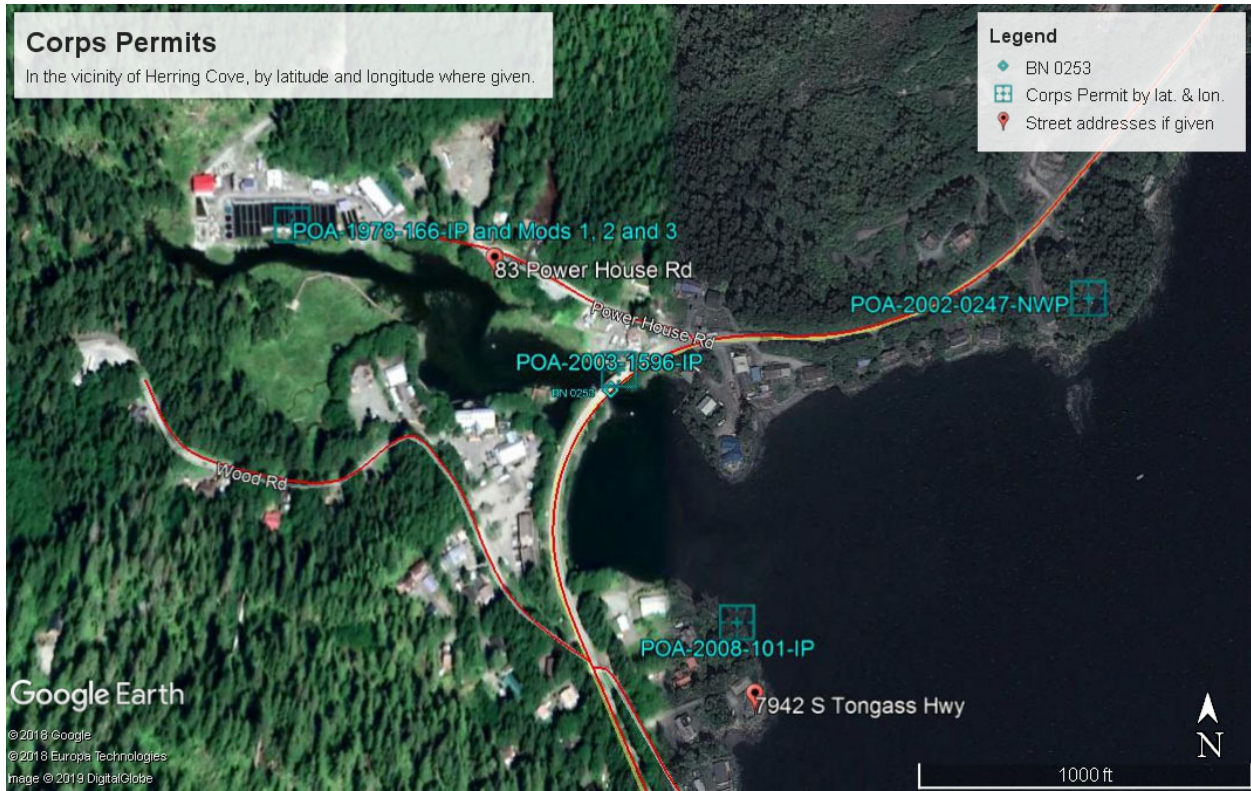 Corps Permits
In the vicinity of Herring Cove, by latitude and longitude where given.
Legend
BN 0253
Corps Permit by lat. & lon.
Street addresses if given
POA-1978-166-IP and Mods 1, 2 and 3
83 Power House Rd
POA-2002-0247-NWP
Power House Rd
POA-2003-1596-IP
BN 0253
Wood Rd
POA-2008-101-IP
7942 S Tongass Hwy
Google Earth
©2018 Google
©2018 Europa Technologies
Image ©2019 DigitalGlobe
N
1000 ft